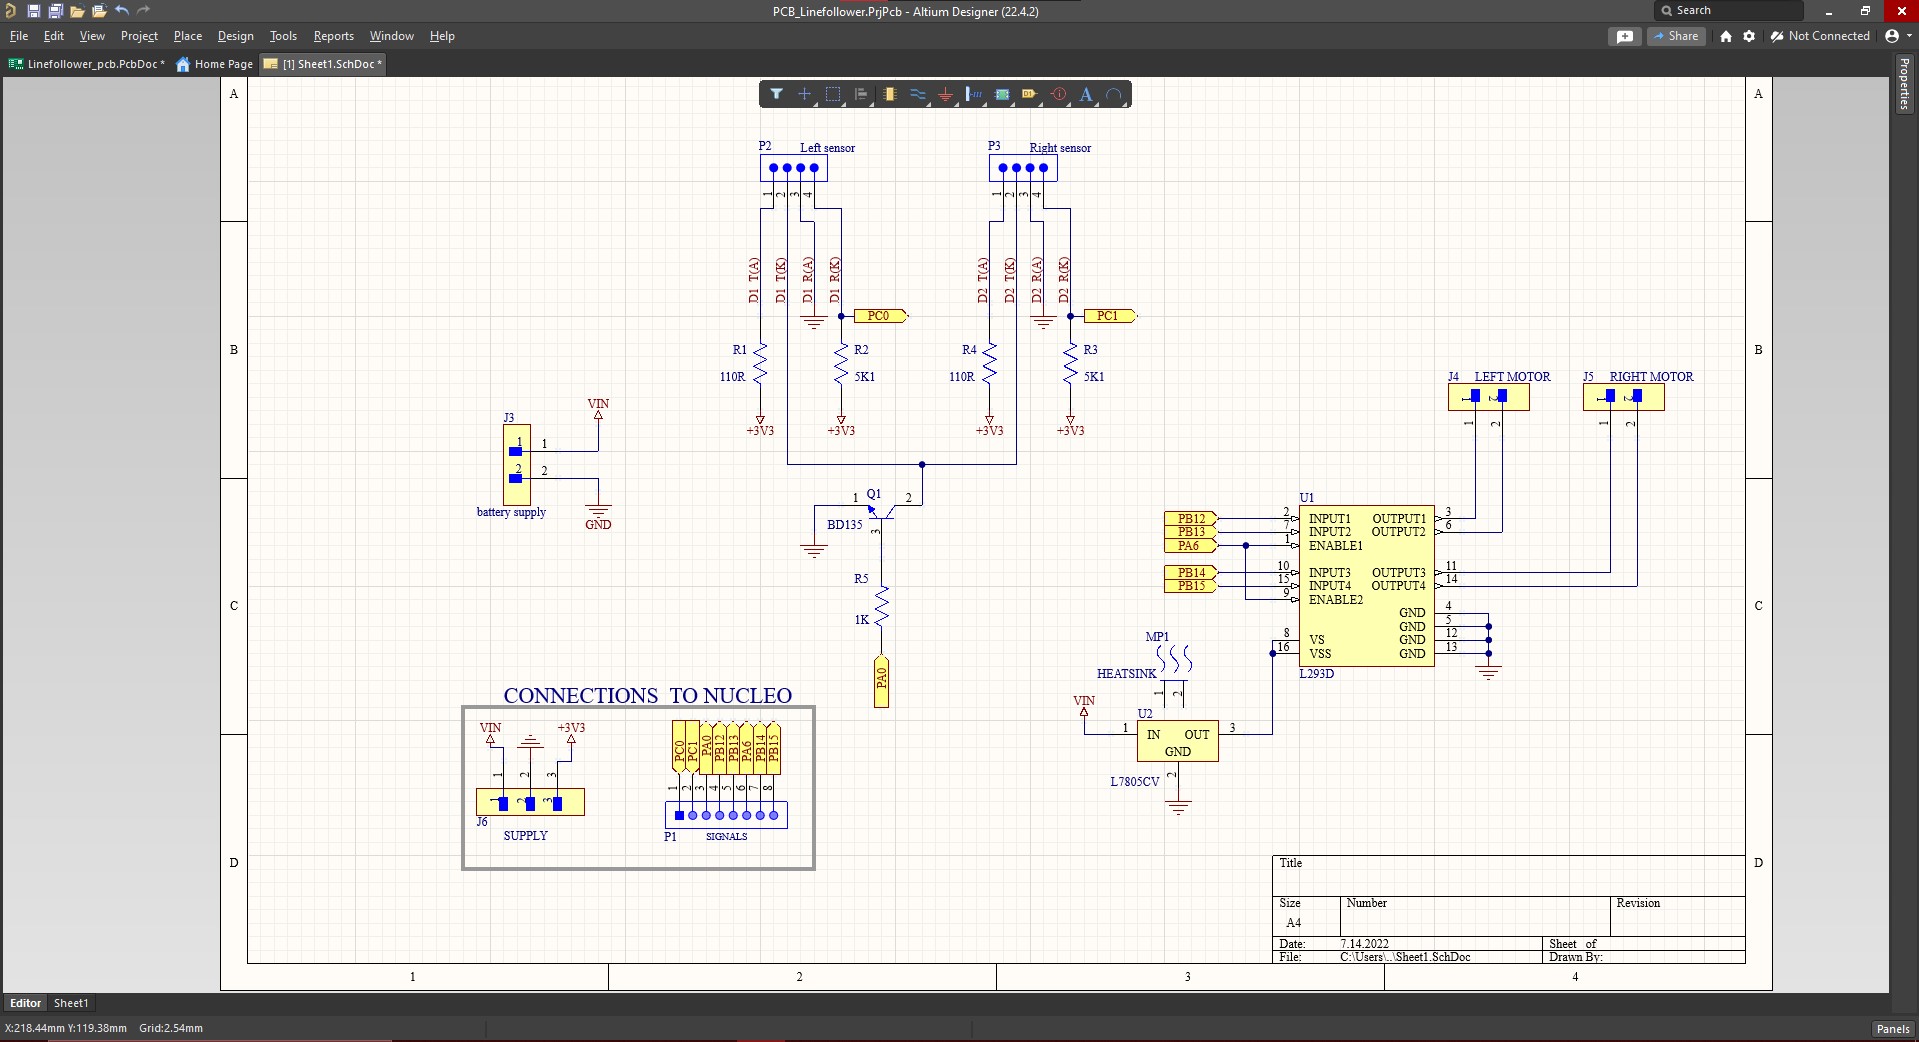 PCB_Linefollower.PrjPcb - Altium Designer (22.4.2)
Search
File Edit View Project Place Design Tools Reports Window Help
Share
Not Connected
Linefollower_pcb.PcbDoc *
Home Page
[1] Sheet1.SchDoc *
Properties
A
A
P2
Left sensor
1 2 3 4
P3
Right sensor
1 2 3 4
D1 T(A)
D1 T(K)
D1 R(A)
D1 R(K)
D2 T(A)
D2 T(K)
D2 R(A)
D2 R(K)
PC0
PC1
B
B
R1
110R
R2
5K1
R4
110R
R3
5K1
+3V3
+3V3
+3V3
+3V3
J4 LEFT MOTOR
1 2
1 2
J5 RIGHT MOTOR
1 2
1 2
VIN
J3
1 1
2 2
battery supply
GND
1 Q1 2
BD135
3
R5
1K
PA0
C
C
U1
PB12 2 INPUT1 OUTPUT1 3
PB13 7 INPUT2 OUTPUT2 6
PA6 1 ENABLE1
PB14 10 INPUT3 OUTPUT3 11
PB15 15 INPUT4 OUTPUT4 14
9 ENABLE2
GND 4
GND 5
8 VS GND 12
16 VSS GND 13
L293D
MP1
HEATSINK
1 2
VIN
U2
1 IN OUT 3
GND
L7805CV
2
CONNECTIONS TO NUCLEO
VIN
+3V3
1 2 3
1 2 3
J6
SUPPLY
PC0 PC1 PA0 PB12 PB13 PA6 PB14 PB15
1 2 3 4 5 6 7 8
P1
SIGNALS
D
D
Title
Size
A4
Number
Revision
Date: 7.14.2022
Sheet of
File: C:\Users\..\Sheet1.SchDoc
Drawn By:
1 2 3 4
Editor Sheet1
X:218.44mm Y:119.38mm Grid:2.54mm
Panels